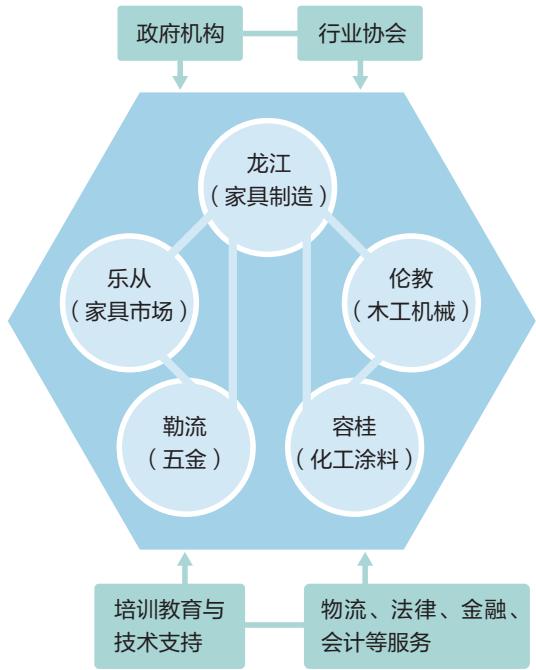 政府机构
行业协会
龙江
（家具制造）
乐从
（家具市场）
伦教
（木工机械）
勒流
（五金）
容桂
（化工涂料）
培训教育与
技术支持
物流、法律、金融、
会计等服务